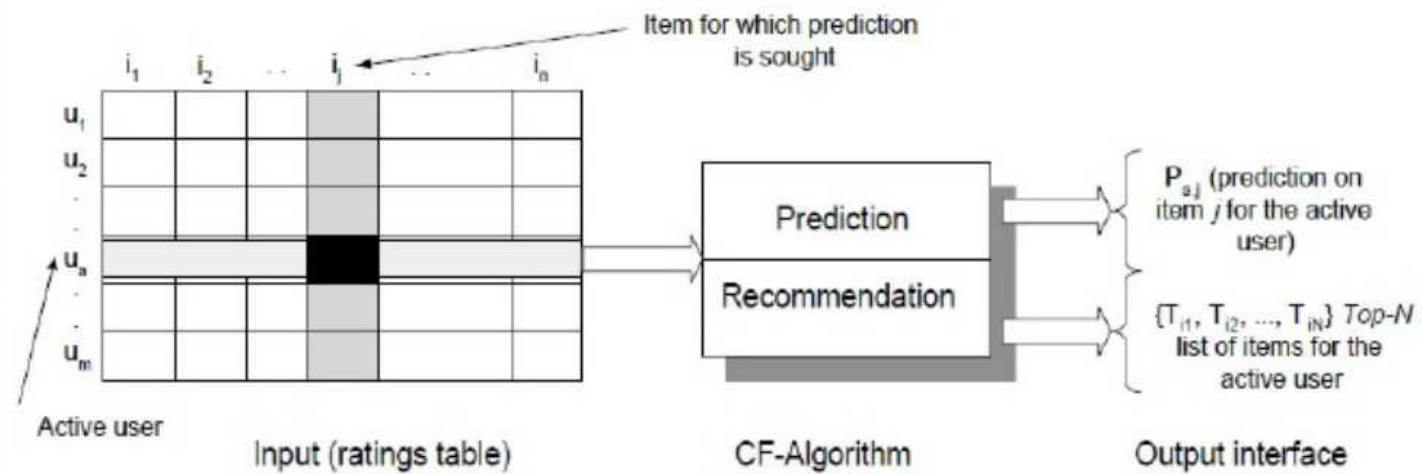 Item for which prediction
is sought
i1 i2 .. ij .. in
u1
u2
.
.
ua
.
.
um
Active user
Prediction
Recommendation
Pa,j (prediction on
item j for the active
user)
{Ti1, Ti2, ..., TiN} Top-N
list of items for the
active user
Input (ratings table)
CF-Algorithm
Output interface